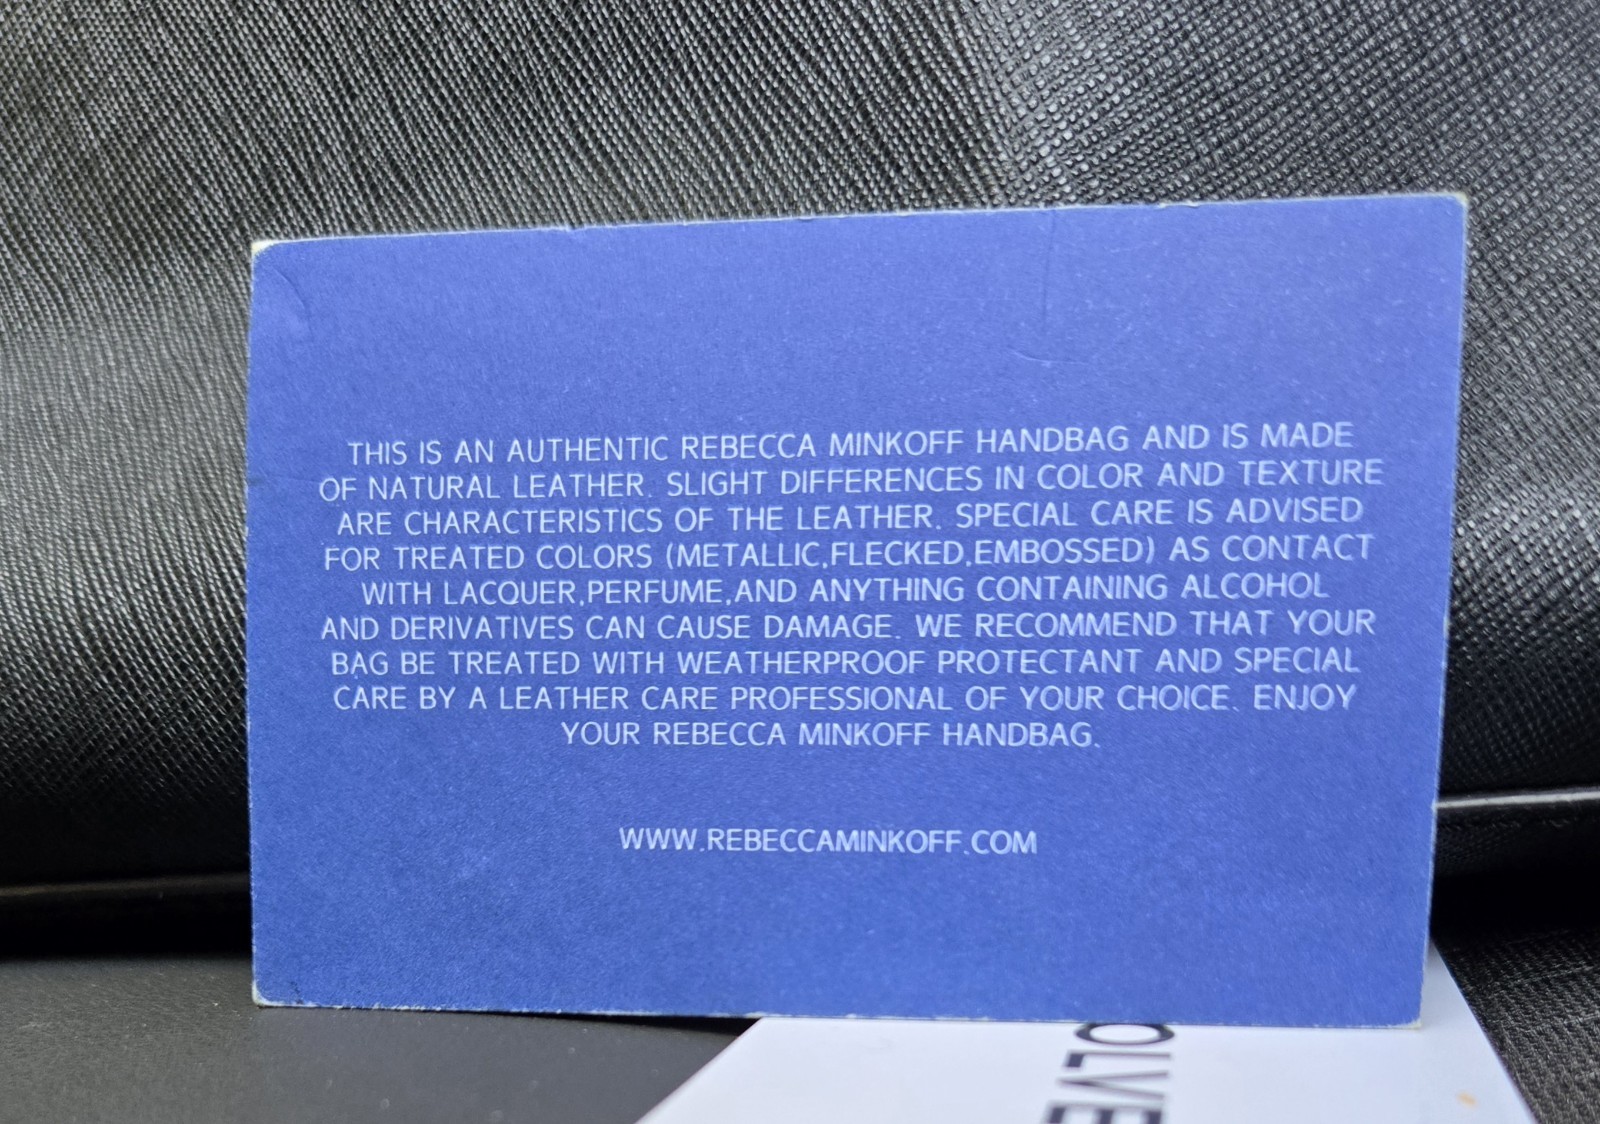 THIS IS AN AUTHENTIC REBECCA MINKOFF HANDBAG AND IS MADE
OF NATURAL LEATHER. SLIGHT DIFFERENCES IN COLOR AND TEXTURE
ARE CHARACTERISTICS OF THE LEATHER. SPECIAL CARE IS ADVISED
FOR TREATED COLORS (METALLIC,FLECKED,EMBOSSED) AS CONTACT
WITH LACQUER,PERFUME,AND ANYTHING CONTAINING ALCOHOL
AND DERIVATIVES CAN CAUSE DAMAGE. WE RECOMMEND THAT YOUR
BAG BE TREATED WITH WEATHERPROOF PROTECTANT AND SPECIAL
CARE BY A LEATHER CARE PROFESSIONAL OF YOUR CHOICE. ENJOY
YOUR REBECCA MINKOFF HANDBAG.
WWW.REBECCAMINKOFF.COM
OLVE